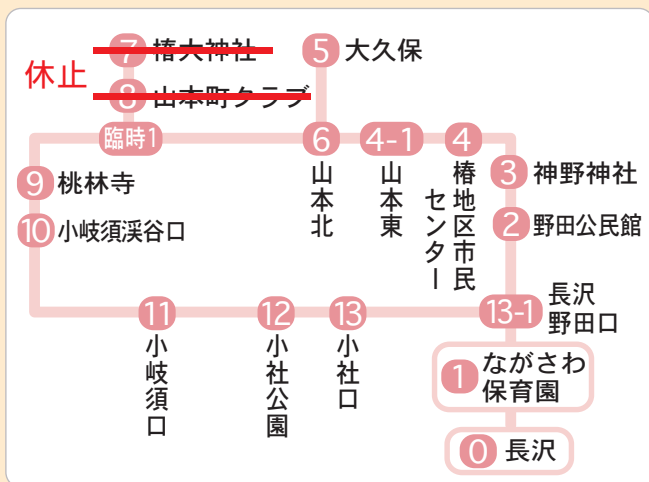 休止
7 椿大神社
8 山本町クラブ
臨時1
5 大久保
6 山本北
4-1 山本東
4 椿地区市民
センター
3 神野神社
2 野田公民館
9 桃林寺
10 小岐須渓谷口
11 小岐須口
12 小社公園
13 小社口
13-1 長沢
野田口
1 ながさわ
保育園
0 長沢